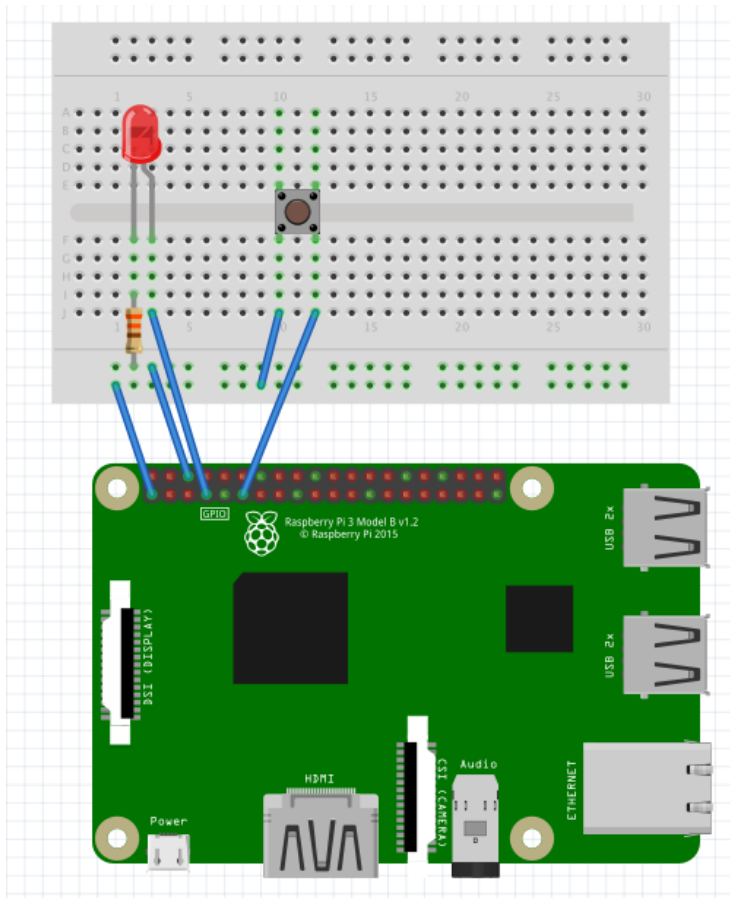 1 5 10 15 20 25 30
A
B
C
D
E
F
G
H
I
J
1 5 10 15 20 25 30
GPIO
Raspberry Pi 3 Model B v1.2
© Raspberry Pi 2015
USB 2x
DSI (DISPLAY)
USB 2x
HDMI
CSI (CAMERA)
Audio
ETHERNET
Power